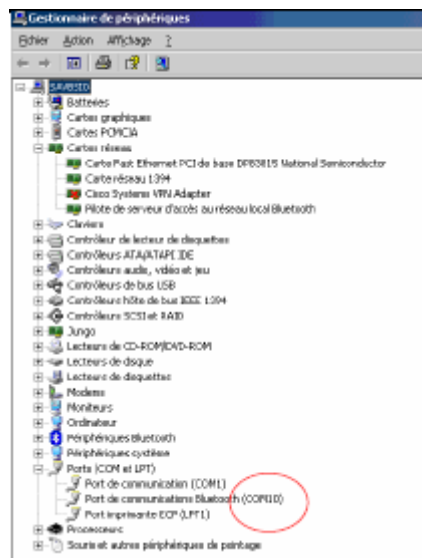 Gestionnaire de périphériques
Fichier Action Affichage ?
Batteries
Cartes graphiques
Cartes PCMCIA
Cartes réseau
Carte Fast Ethernet PCI de base DP83815 National Semiconductor
Carte réseau 1394
Cisco Systems VPN Adapter
Pilote de serveur d'accès au réseau local Bluetooth
Claviers
Contrôleur de lecteur de disquettes
Contrôleurs ATA/ATAPI IDE
Contrôleurs audio, vidéo et jeu
Contrôleurs de bus USB
Contrôleurs hôte de bus IEEE 1394
Contrôleurs SCSI et RAID
Jungo
Lecteurs de CD-ROM/DVD-ROM
Lecteurs de disque
Lecteurs de disquettes
Modems
Moniteurs
Ordinateur
Périphériques Bluetooth
Périphériques système
Ports (COM et LPT)
Port de communication (COM1)
Port de communications Bluetooth (COM10)
Port imprimante ECP (LPT1)
Processeurs
Souris et autres périphériques de pointage